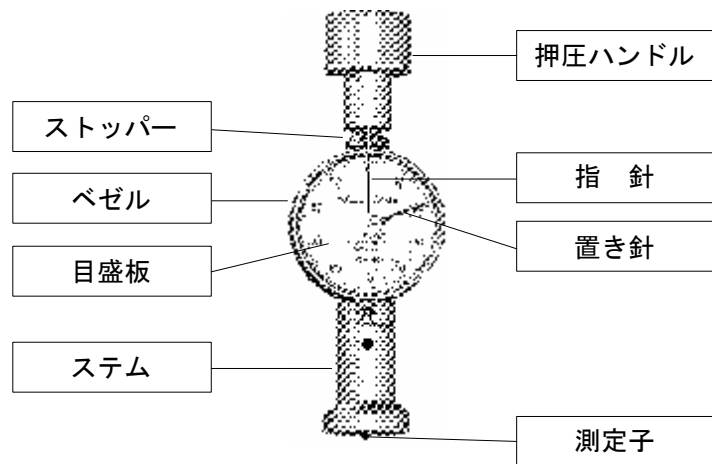 押圧ハンドル
ストッパー
指　針
ベゼル
置き針
目盛板
ステム
測定子